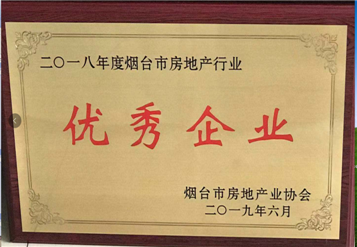 二〇一八年度烟台市房地产行业
优秀企业
烟台市房地产业协会
二〇一九年六月